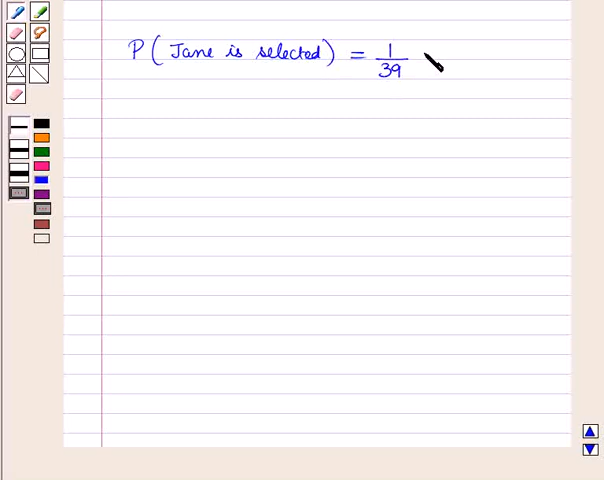 P ( Jane is selected ) = 1/39